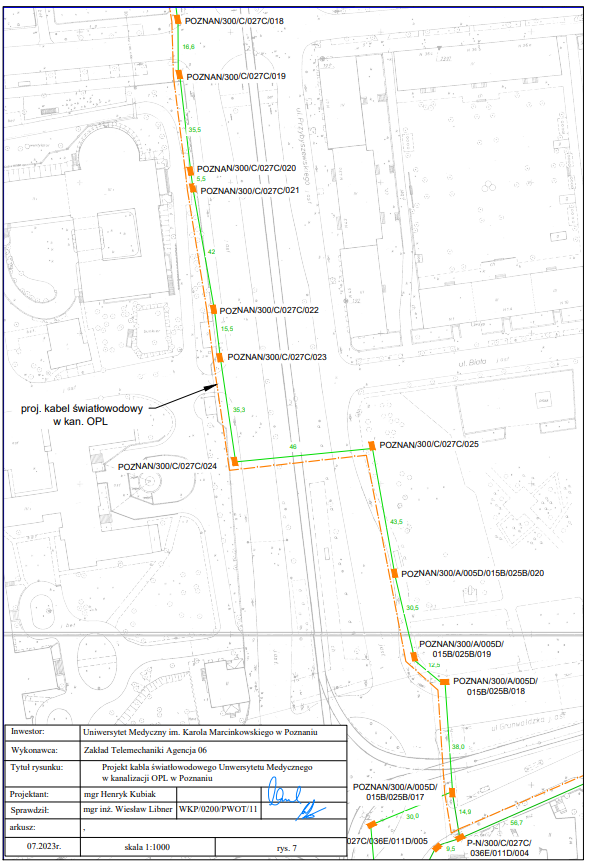 POZNAN/300/C/027C/018
16,6
POZNAN/300/C/027C/019
35,5
POZNAN/300/C/027C/020
5,5
POZNAN/300/C/027C/021
ul. Przybyszewskiego
42
POZNAN/300/C/027C/022
15,5
POZNAN/300/C/027C/023
ul. Biała
proj. kabel światłowodowy
w kan. OPL
35,3
46
POZNAN/300/C/027C/025
POZNAN/300/C/027C/024
43,5
POZNAN/300/A/005D/015B/025B/020
30,5
POZNAN/300/A/005D/
015B/025B/019
12,5
POZNAN/300/A/005D/
015B/025B/018
ul. Grunwaldzka
38,0
POZNAN/300/A/005D/
015B/025B/017
30,0
14,9
56,7
027C/036E/011D/005
9,5
P-N/300/C/027C/
036E/011D/004
Inwestor: Uniwersytet Medyczny im. Karola Marcinkowskiego w Poznaniu
Wykonawca: Zakład Telemechaniki Agencja 06
Tytuł rysunku: Projekt kabla światłowodowego Unwersytetu Medycznego
w kanalizacji OPL w Poznaniu
Projektant: mgr Henryk Kubiak
Sprawdził: mgr inż. Wiesław Libner WKP/0200/PWOT/11
arkusz: ,
07.2023r. skala 1:1000 rys. 7